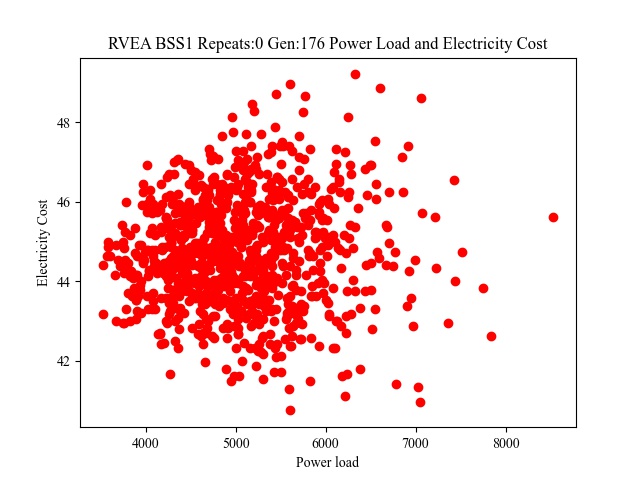 RVEA BSS1 Repeats:0 Gen:176 Power Load and Electricity Cost
48
46
44
42
Electricity Cost
4000 5000 6000 7000 8000
Power load